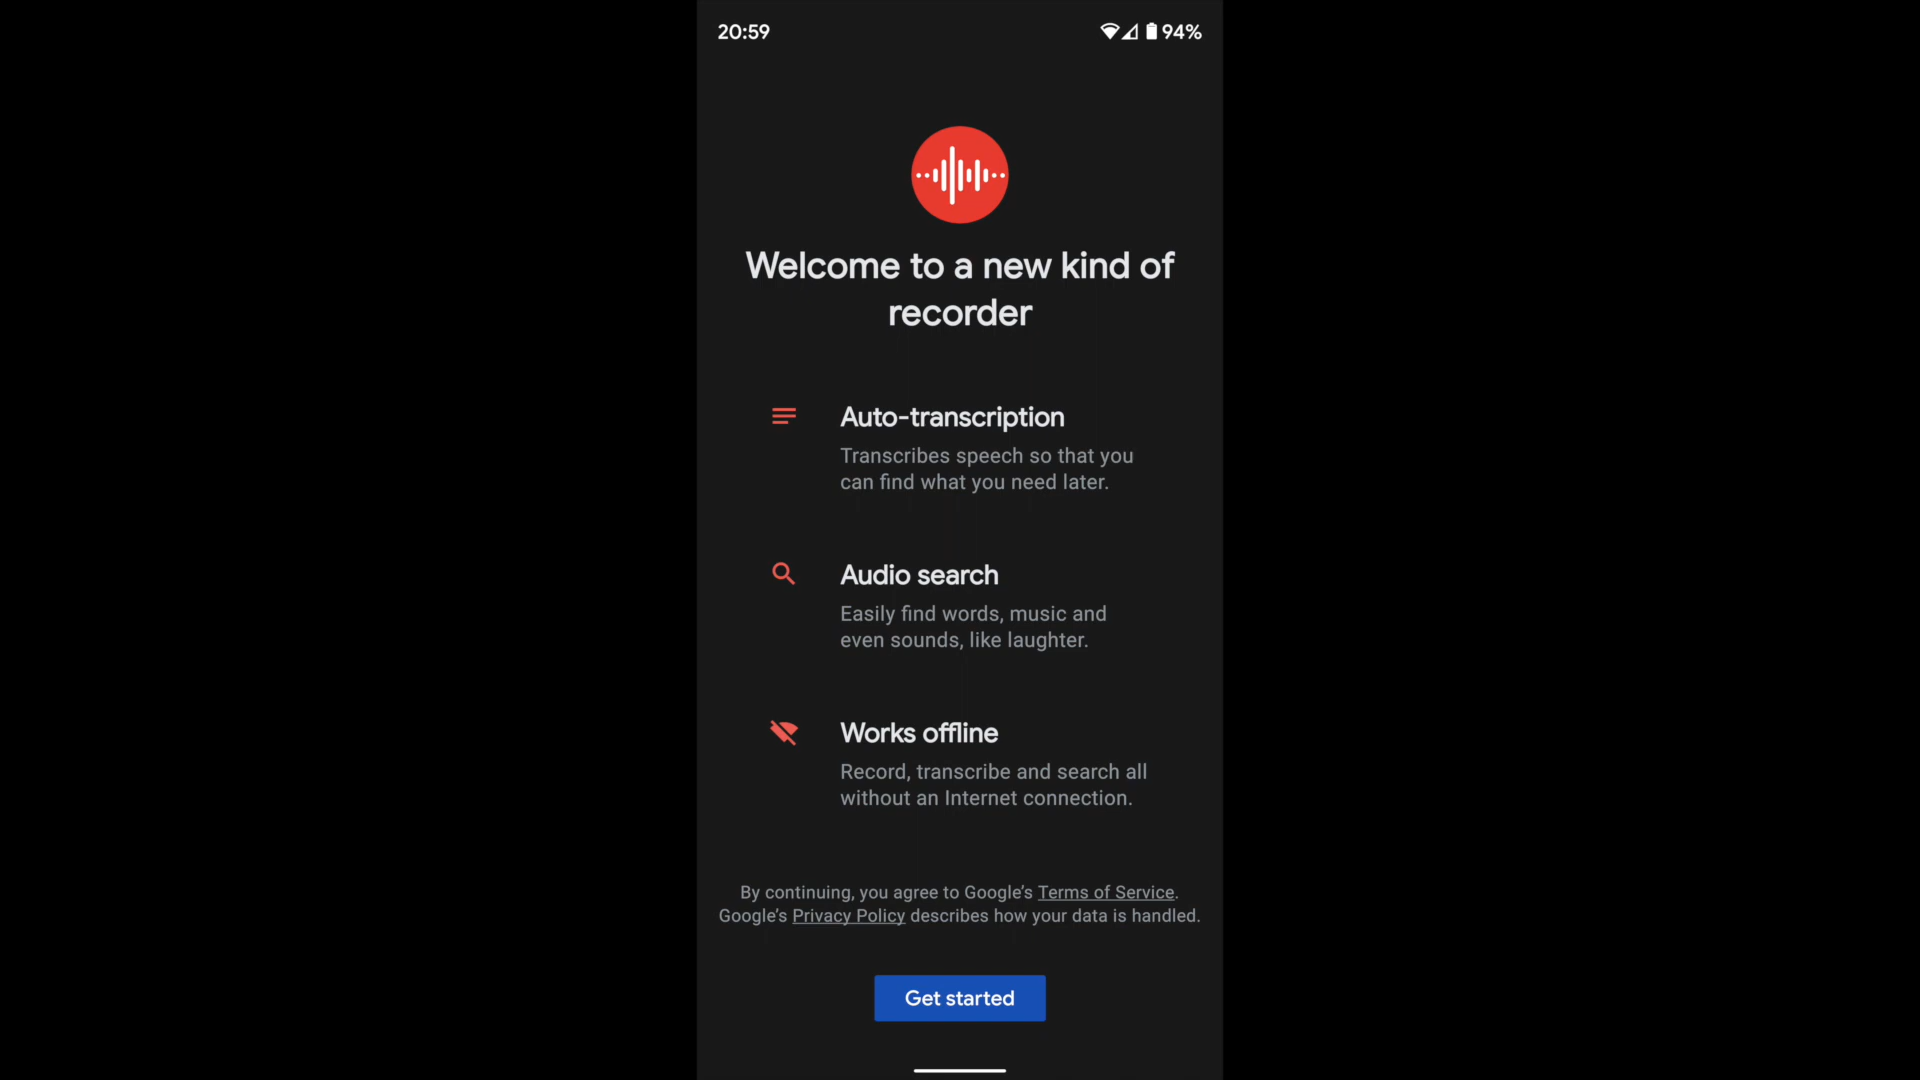 20:59
94%
Welcome to a new kind of
recorder
Auto-transcription
Transcribes speech so that you
can find what you need later.
Audio search
Easily find words, music and
even sounds, like laughter.
Works offline
Record, transcribe and search all
without an Internet connection.
By continuing, you agree to Google’s Terms of Service.
Google’s Privacy Policy describes how your data is handled.
Get started